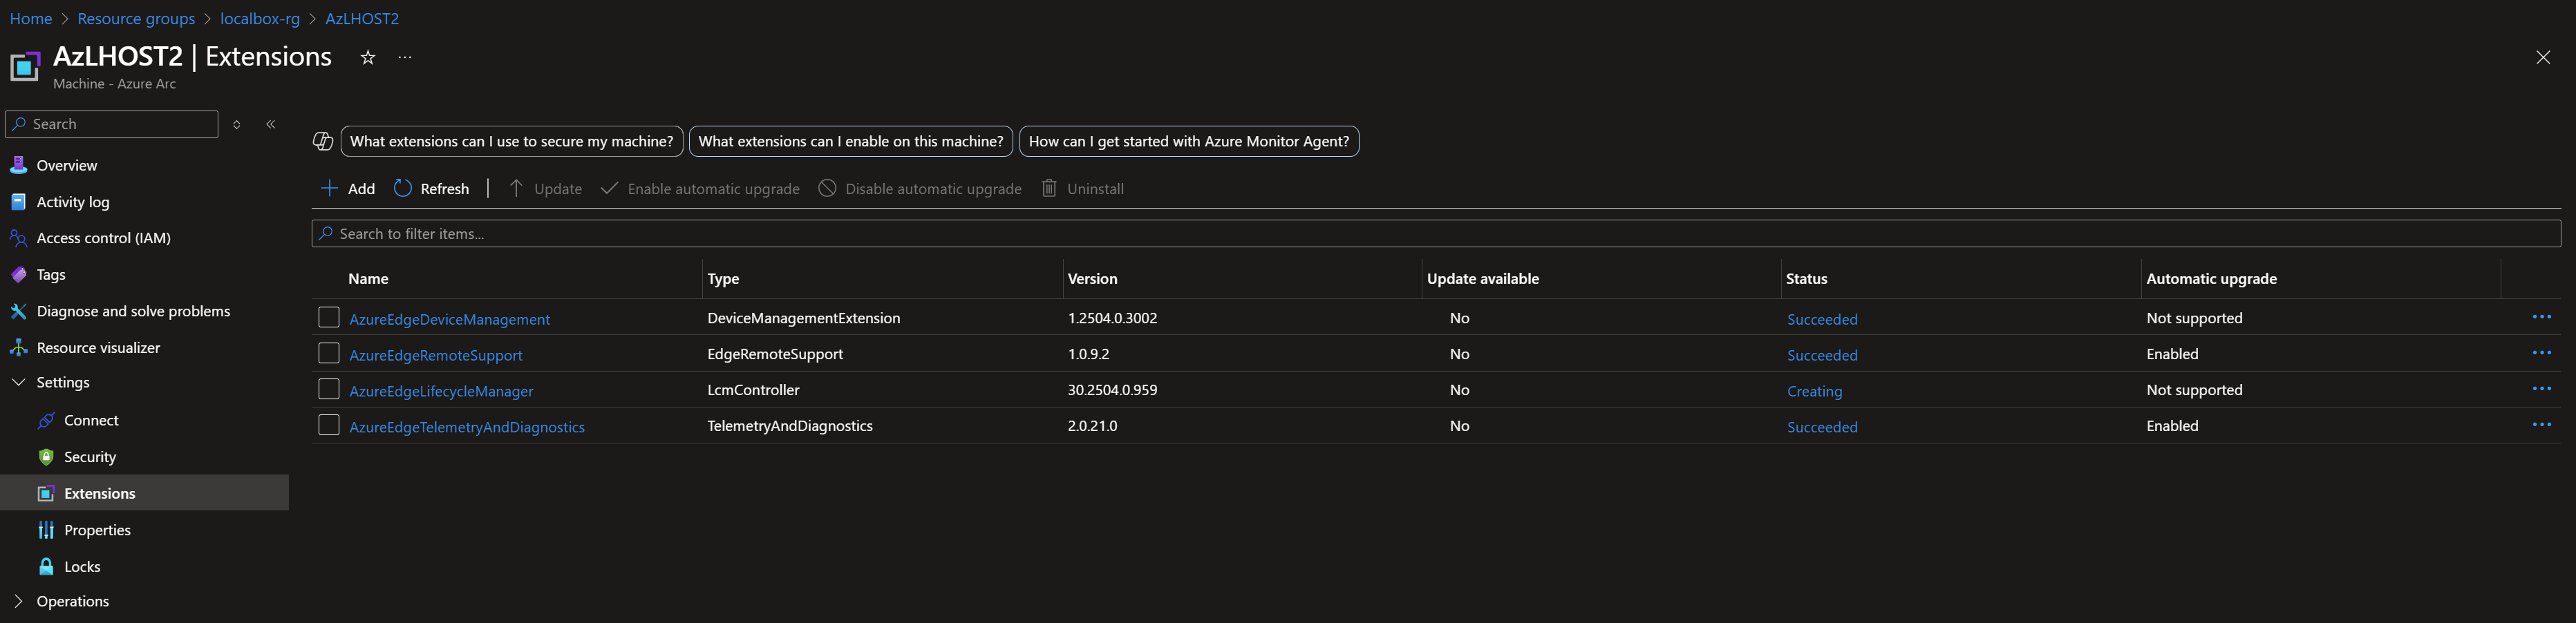 Home > Resource groups > localbox-rg > AzLHOST2
AzLHOST2 | Extensions
Machine - Azure Arc
Search
Overview
Activity log
Access control (IAM)
Tags
Diagnose and solve problems
Resource visualizer
Settings
Connect
Security
Extensions
Properties
Locks
Operations
What extensions can I use to secure my machine? What extensions can I enable on this machine? How can I get started with Azure Monitor Agent?
Add Refresh | Update Enable automatic upgrade Disable automatic upgrade Uninstall
Search to filter items...
Name Type Version Update available Status Automatic upgrade
AzureEdgeDeviceManagement DeviceManagementExtension 1.2504.0.3002 No Succeeded Not supported
AzureEdgeRemoteSupport EdgeRemoteSupport 1.0.9.2 No Succeeded Enabled
AzureEdgeLifecycleManager LcmController 30.2504.0.959 No Creating Not supported
AzureEdgeTelemetryAndDiagnostics TelemetryAndDiagnostics 2.0.21.0 No Succeeded Enabled